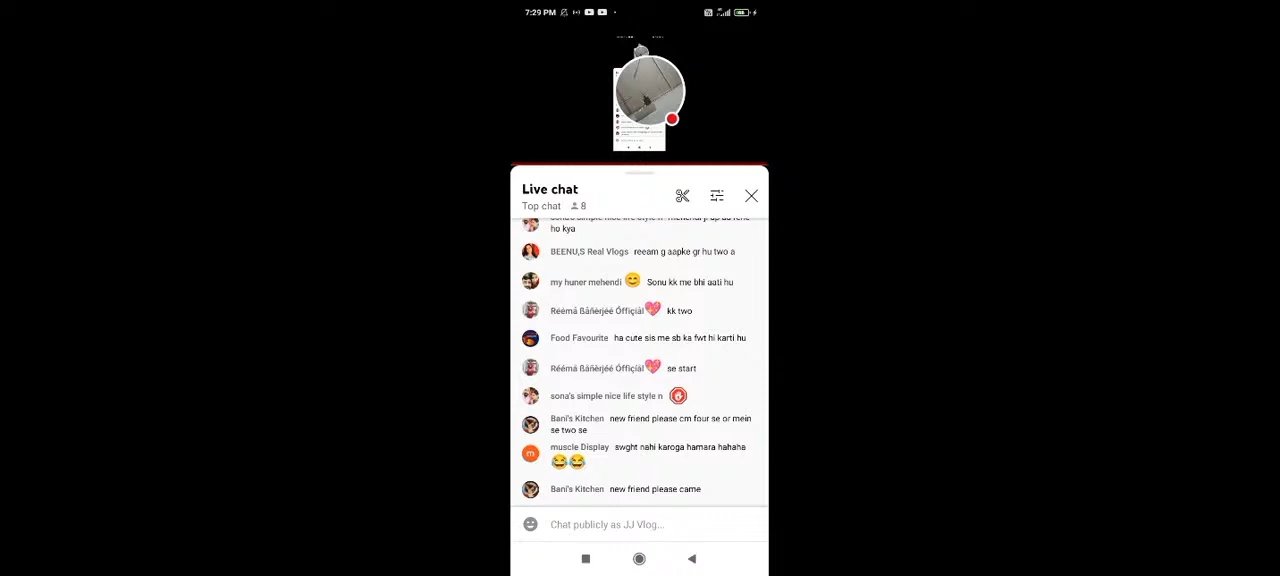 7:29 PM
Live chat
Top chat 8
ho kya
BEENU,S Real Vlogs reeam g aapke gr hu two a
my huner mehendi 😊 Sonu kk me bhi aati hu
Réémá ßáñèrjéé Óffiçíàl💖 kk two
Food Favourite ha cute sis me sb ka fwt hi karti hu
Réémá ßáñèrjéé Óffiçíàl💖 se start
sona's simple nice life style n
Bani's Kitchen new friend please cm four se or mein
se two se
m
muscle Display swght nahi karoga hamara hahaha
😂😂
Bani's Kitchen new friend please came
Chat publicly as JJ Vlog...